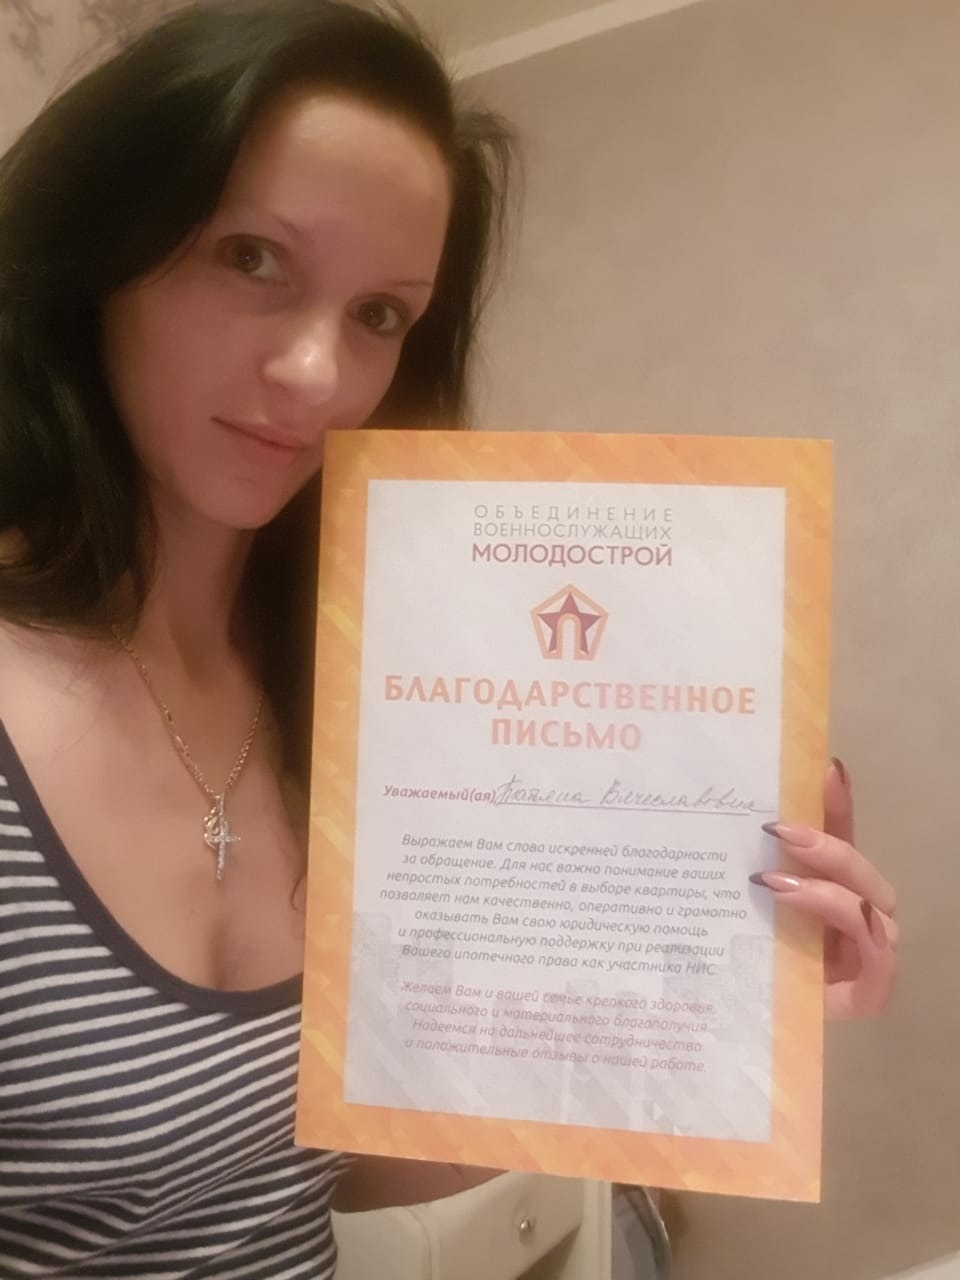 ОБЪЕДИНЕНИЕ
ВОЕННОСЛУЖАЩИХ
МОЛОДОСТРОЙ
БЛАГОДАРСТВЕННОЕ
ПИСЬМО
Уважаемый(ая) Татьяна Вячеславовна
Выражаем Вам слова искренней благодарности
за обращение. Для нас важно понимание ваших
непростых потребностей в выборе квартиры, что
позволяет нам качественно, оперативно и грамотно
оказывать Вам свою юридическую помощь
и профессиональную поддержку при реализации
Вашего ипотечного права как участника НИС.
Желаем Вам и вашей семье крепкого здоровья,
социального и материального благополучия.
Надеемся на дальнейшее сотрудничество
и положительные отзывы о нашей работе.